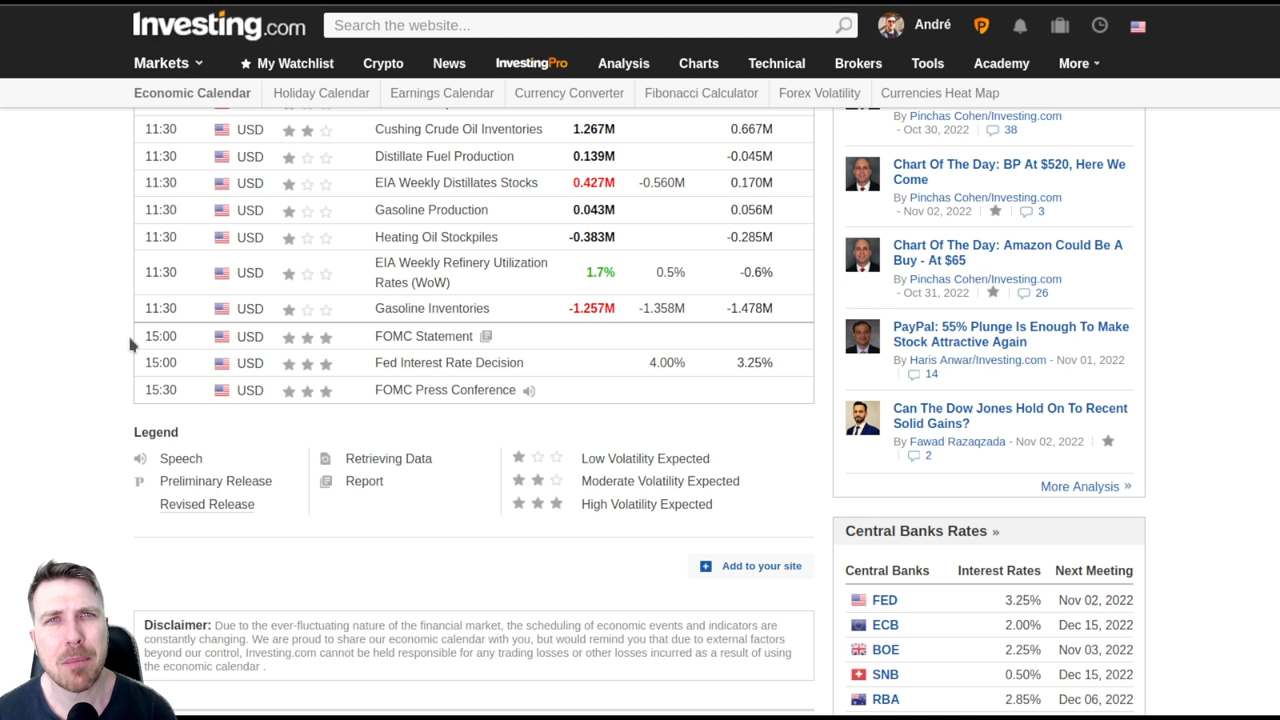 Investing.com
Search the website...
André
Markets
My Watchlist
Crypto
News
InvestingPro
Analysis
Charts
Technical
Brokers
Tools
Academy
More
Economic Calendar
Holiday Calendar
Earnings Calendar
Currency Converter
Fibonacci Calculator
Forex Volatility
Currencies Heat Map
11:30 USD Cushing Crude Oil Inventories 1.267M 0.667M
11:30 USD Distillate Fuel Production 0.139M -0.045M
11:30 USD EIA Weekly Distillates Stocks 0.427M -0.560M 0.170M
11:30 USD Gasoline Production 0.043M 0.056M
11:30 USD Heating Oil Stockpiles -0.383M -0.285M
11:30 USD EIA Weekly Refinery Utilization
Rates (WoW) 1.7% 0.5% -0.6%
11:30 USD Gasoline Inventories -1.257M -1.358M -1.478M
15:00 USD FOMC Statement
15:00 USD Fed Interest Rate Decision 4.00% 3.25%
15:30 USD FOMC Press Conference
Legend
Speech
Preliminary Release
Revised Release
Retrieving Data
Report
Low Volatility Expected
Moderate Volatility Expected
High Volatility Expected
Add to your site
Disclaimer: Due to the ever-fluctuating nature of the financial market, the scheduling of economic events and indicators are
constantly changing. We are proud to share our economic calendar with you, but would remind you that due to external factors
beyond our control, Investing.com cannot be held responsible for any trading losses or other losses incurred as a result of using
the economic calendar .
By Pinchas Cohen/Investing.com
- Oct 30, 2022 38
Chart Of The Day: BP At $520, Here We
Come
By Pinchas Cohen/Investing.com
- Nov 02, 2022 3
Chart Of The Day: Amazon Could Be A
Buy - At $65
By Pinchas Cohen/Investing.com
- Oct 31, 2022 26
PayPal: 55% Plunge Is Enough To Make
Stock Attractive Again
By Haris Anwar/Investing.com - Nov 01, 2022
14
Can The Dow Jones Hold On To Recent
Solid Gains?
By Fawad Razaqzada - Nov 02, 2022
2
More Analysis »
Central Banks Rates »
Central Banks Interest Rates Next Meeting
FED 3.25% Nov 02, 2022
ECB 2.00% Dec 15, 2022
BOE 2.25% Nov 03, 2022
SNB 0.50% Dec 15, 2022
RBA 2.85% Dec 06, 2022